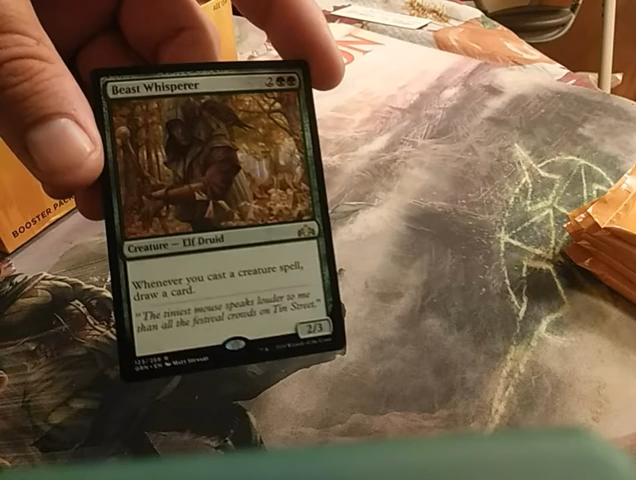 Beast Whisperer 2
Creature — Elf Druid
Whenever you cast a creature spell,
draw a card.
"The tiniest mouse speaks louder to me
than all the festival crowds on Tin Street."
2/3
123/259 R
GRN • EN Matt Stewart
BOOSTER PACK